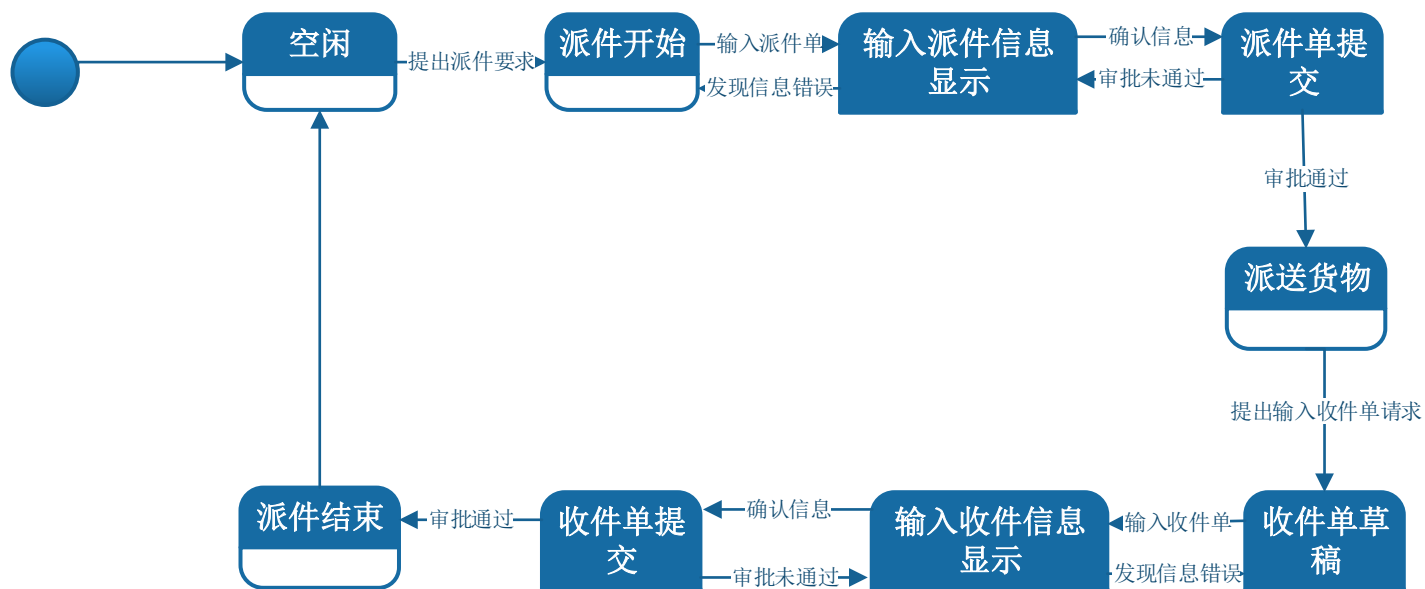 空闲
提出派件要求
派件开始
输入派件单
发现信息错误
输入派件信息
显示
确认信息
审批未通过
派件单提
交
审批通过
派送货物
提出输入收件单请求
收件单草
稿
输入收件单
发现信息错误
输入收件信息
显示
确认信息
审批未通过
收件单提
交
审批通过
派件结束